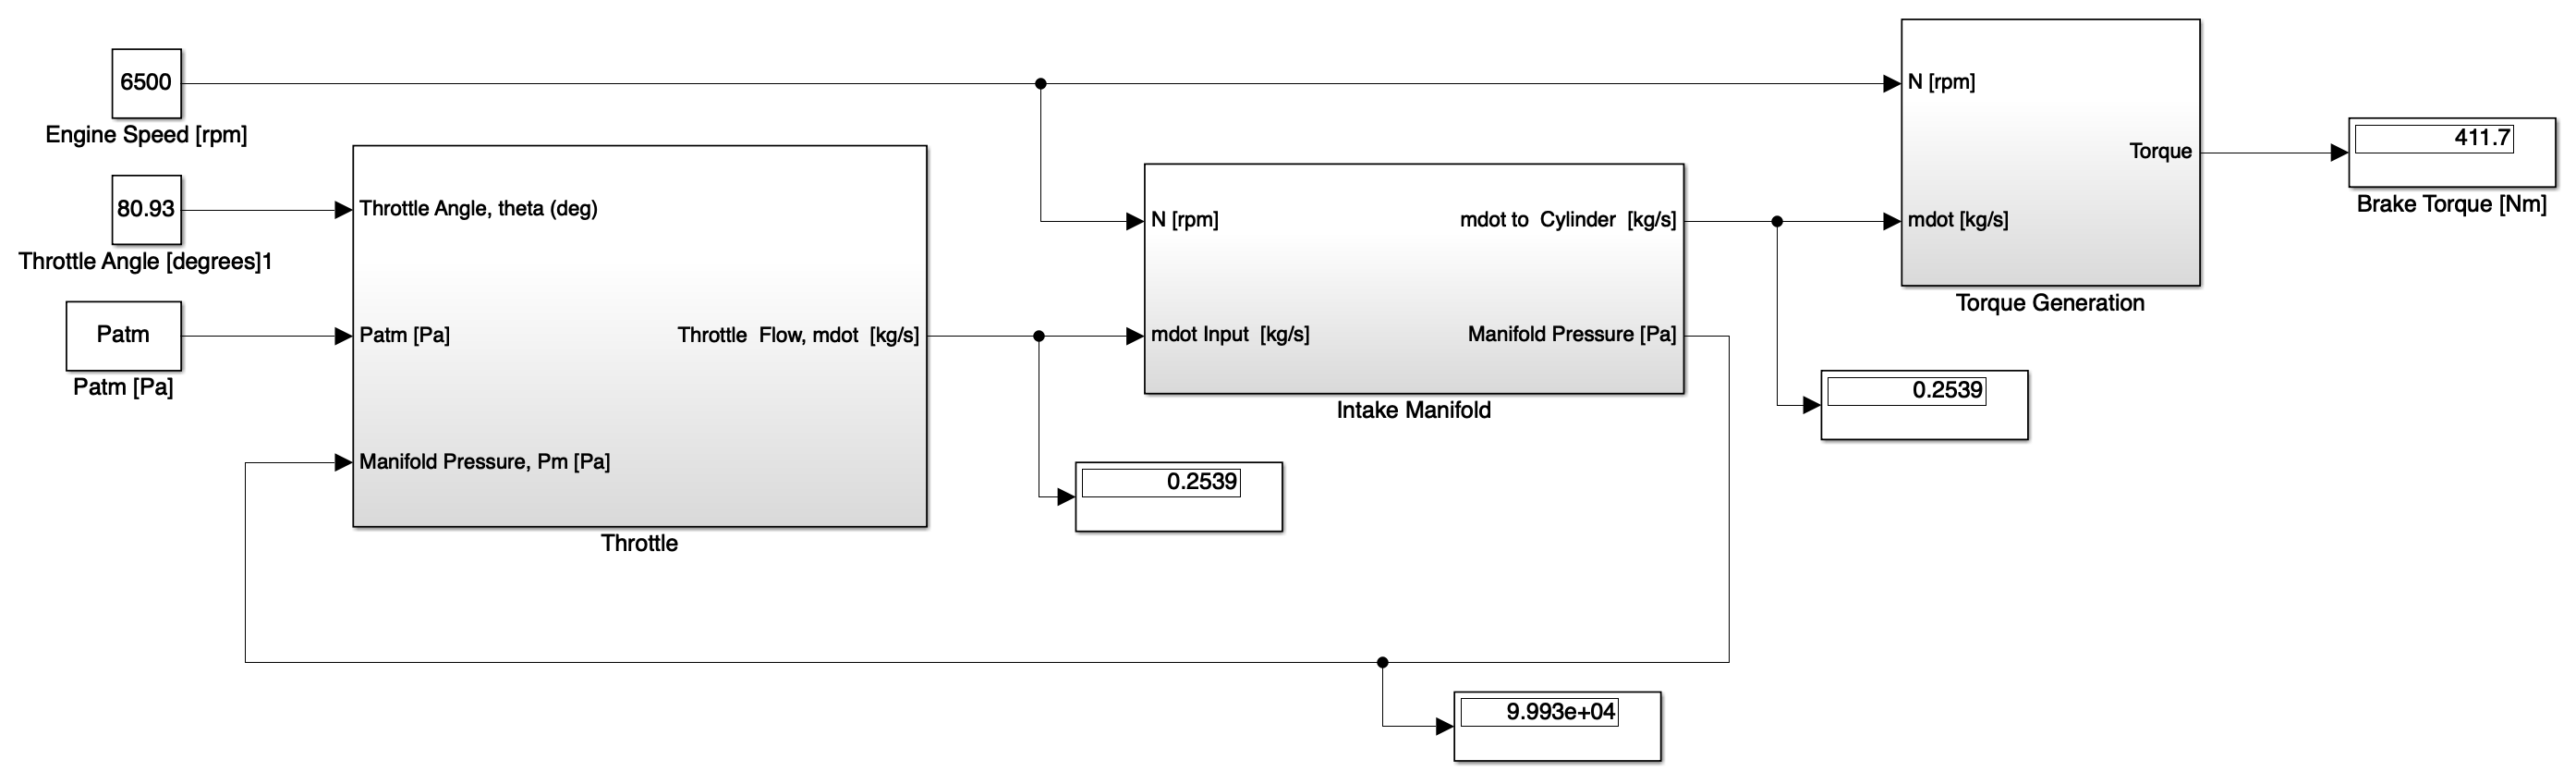 6500
Engine Speed [rpm]
80.93
Throttle Angle [degrees]1
Patm
Patm [Pa]
Throttle Angle, theta (deg)
Patm [Pa]
Throttle  Flow, mdot  [kg/s]
Manifold Pressure, Pm [Pa]
Throttle
0.2539
N [rpm]
mdot to  Cylinder  [kg/s]
mdot Input  [kg/s]
Manifold Pressure [Pa]
Intake Manifold
0.2539
9.993e+04
N [rpm]
Torque
mdot [kg/s]
Torque Generation
411.7
Brake Torque [Nm]